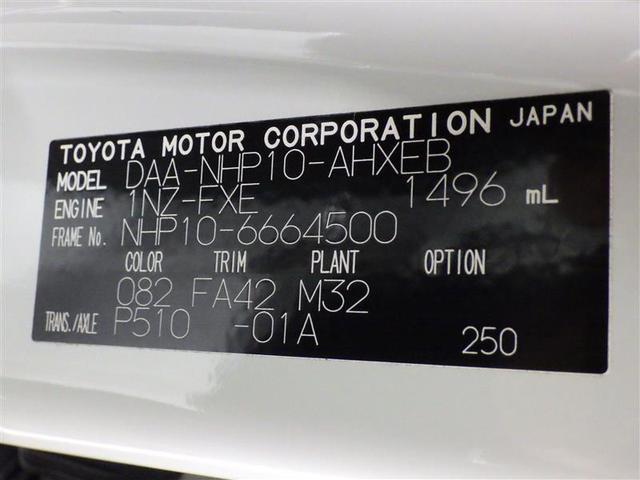 TOYOTA MOTOR CORPORATION JAPAN
MODEL DAA-NHP10-AHXEB
ENGINE 1NZ-FXE 1496 mL
FRAME No. NHP10-6664500
COLOR TRIM PLANT OPTION
082 FA42 M32
TRANS./AXLE P510 -01A
250